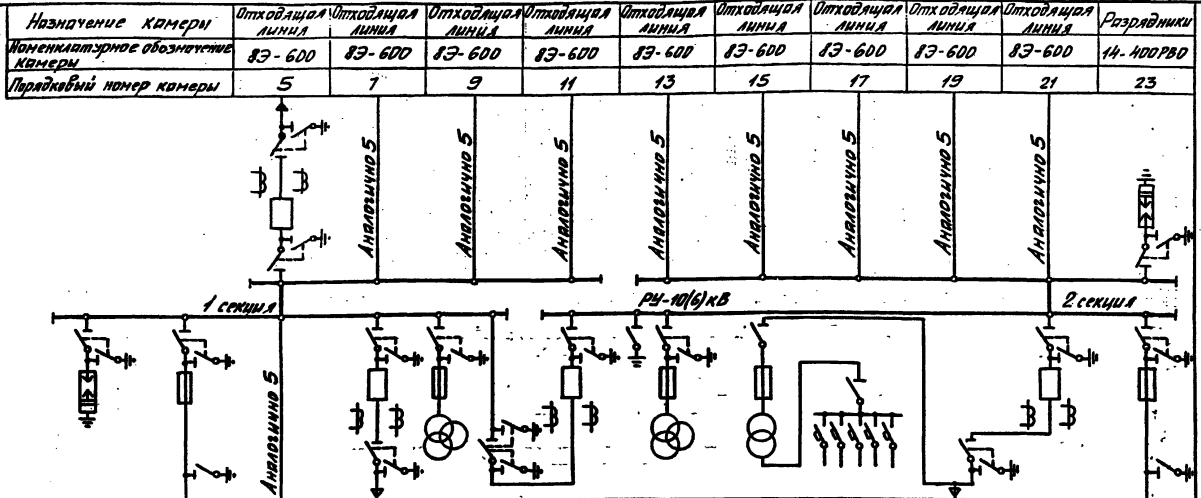 Назначение камеры
Отходящая линия
Отходящая линия
Отходящая линия
Отходящая линия
Отходящая линия
Отходящая линия
Отходящая линия
Отходящая линия
Отходящая линия
Разрядники
Номенклатурное обозначение камеры
8Э-600
8Э-600
8Э-600
8Э-600
8Э-600
8Э-600
8Э-600
8Э-600
8Э-600
14-400РВО
Порядковый номер камеры
5
7
9
11
13
15
17
19
21
23
Аналогично 5
Аналогично 5
Аналогично 5
Аналогично 5
Аналогично 5
Аналогично 5
Аналогично 5
Аналогично 5
1 секция
РУ-10(6)кВ
2 секция
Аналогично 5